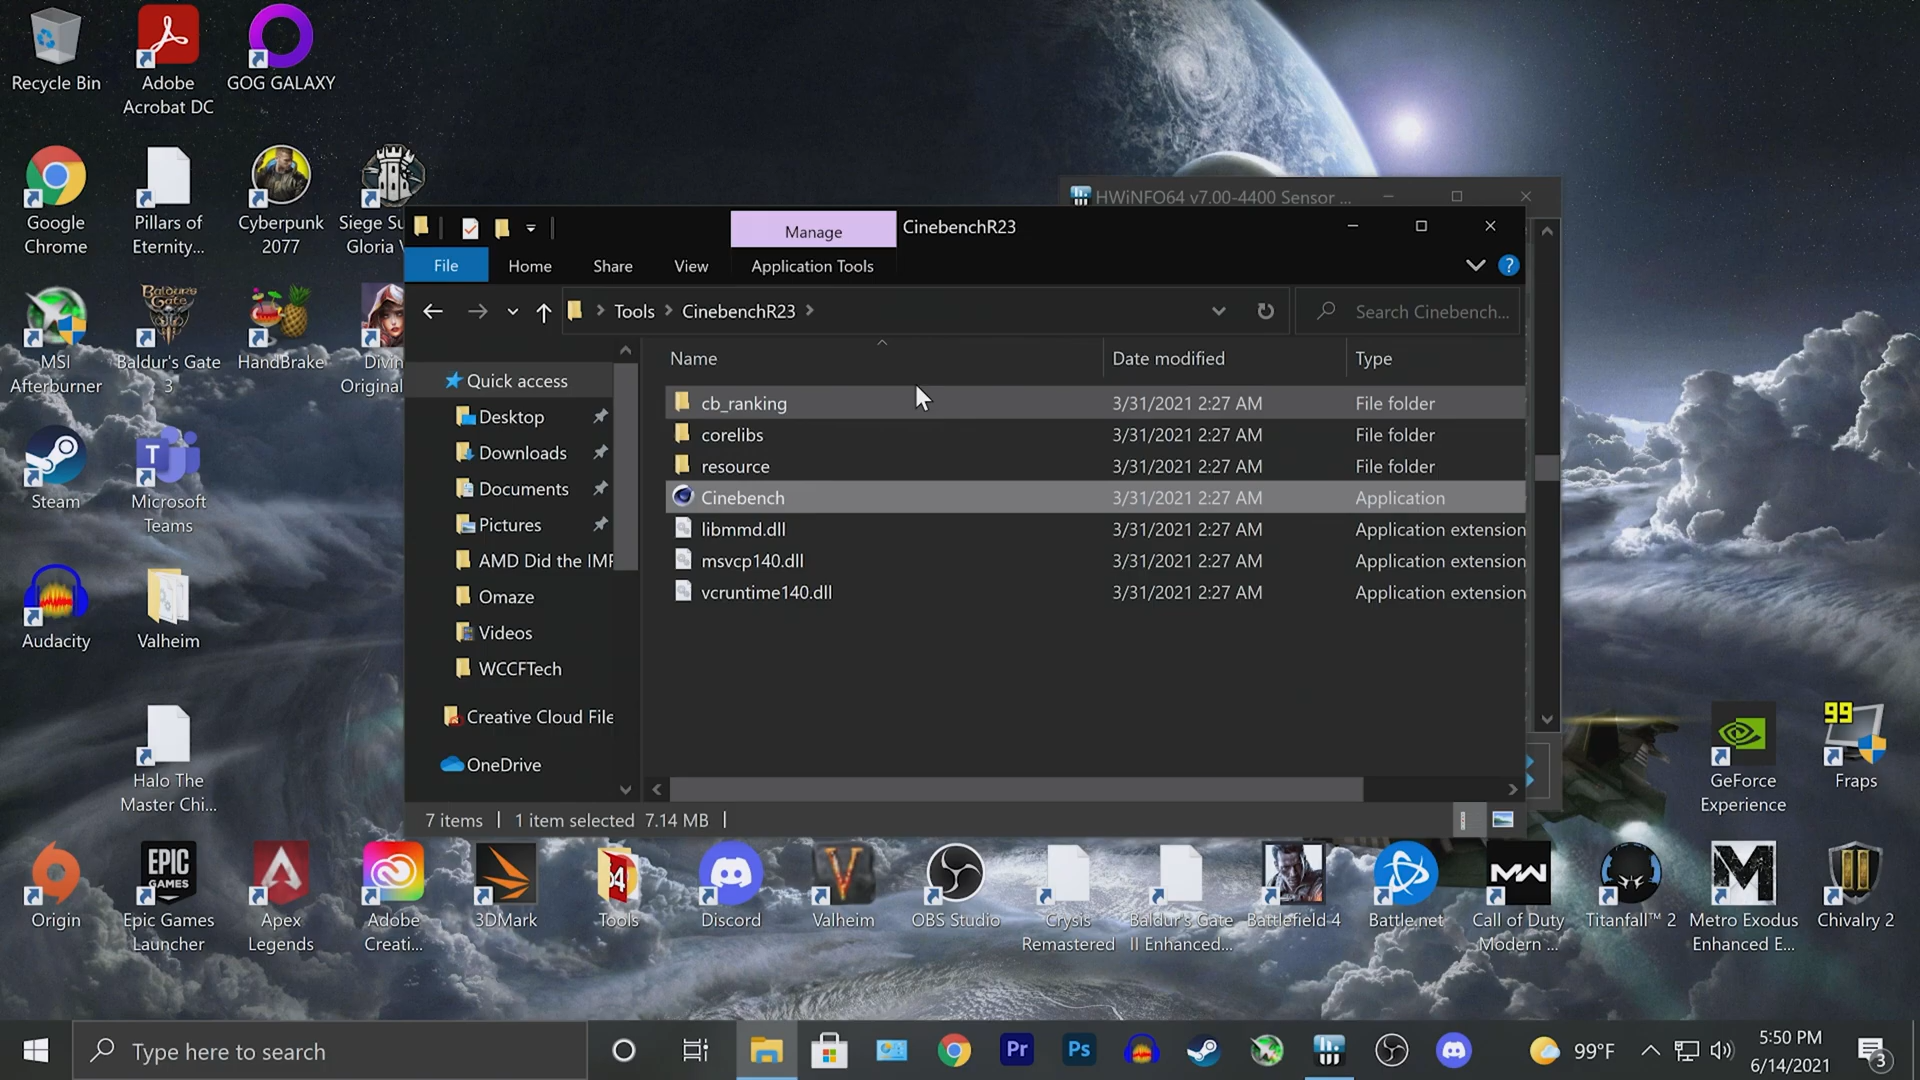 Recycle Bin
Adobe
Acrobat DC
GOG GALAXY
Google
Chrome
Pillars of
Eternity...
Cyberpunk
2077
Siege Su
Gloria V
MSI
Afterburner
Baldur's Gate
3
HandBrake
Divin
Original
Steam
Microsoft
Teams
Audacity
Valheim
Halo The
Master Chi...
HWiNFO64 v7.00-4400 Sensor ...
Manage
CinebenchR23
File
Home
Share
View
Application Tools
?
Tools
CinebenchR23
Search Cinebench...
Name
Date modified
Type
Quick access
Desktop
Downloads
Documents
Pictures
AMD Did the IMP
Omaze
Videos
WCCFTech
Creative Cloud File
OneDrive
cb_ranking 3/31/2021 2:27 AM File folder
corelibs 3/31/2021 2:27 AM File folder
resource 3/31/2021 2:27 AM File folder
Cinebench 3/31/2021 2:27 AM Application
libmmd.dll 3/31/2021 2:27 AM Application extension
msvcp140.dll 3/31/2021 2:27 AM Application extension
vcruntime140.dll 3/31/2021 2:27 AM Application extension
7 items 1 item selected 7.14 MB
GeForce
Experience
99
Fraps
Origin
EPIC
GAMES
Epic Games
Launcher
Apex
Legends
Adobe
Creati...
3DMark
Tools
Discord
Valheim
OBS Studio
Crysis
Remastered
Baldur's Gate
II Enhanced...
Battlefield 4
Battle.net
MW
Call of Duty
Modern ...
Titanfall™ 2
Metro Exodus
Enhanced E...
Chivalry 2
Type here to search
Pr
Ps
99°F
5:50 PM
6/14/2021
3